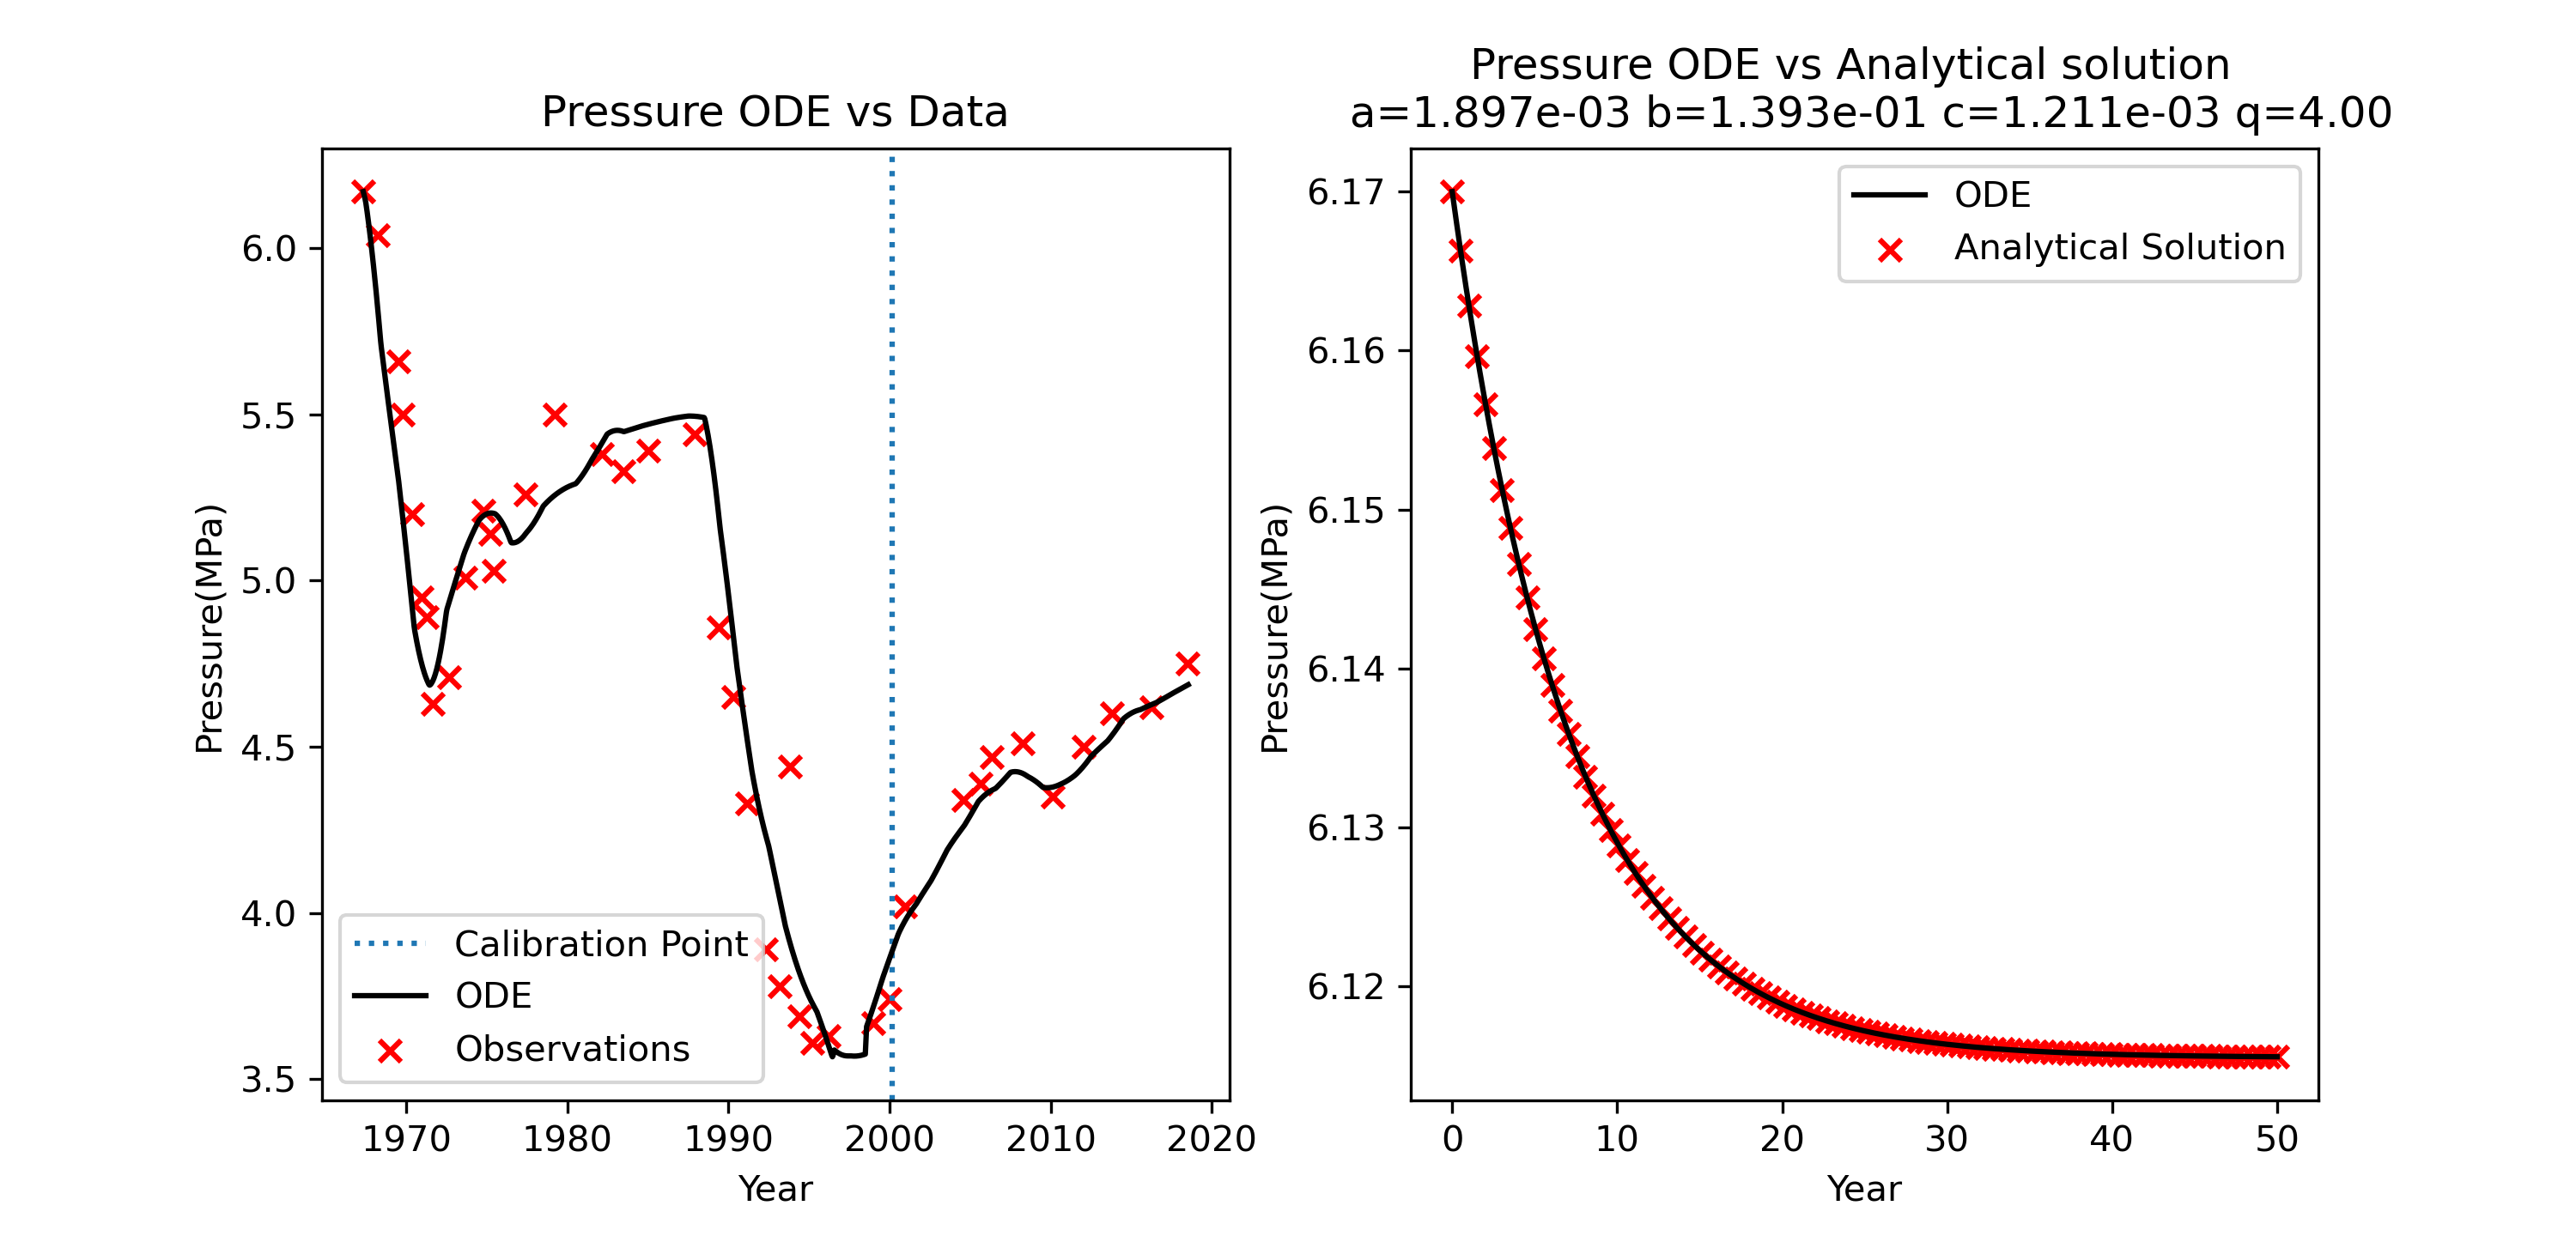 Pressure ODE vs Data
Pressure(MPa)
6.0
5.5
5.0
4.5
4.0
3.5
1970 1980 1990 2000 2010 2020
Year
Calibration Point
ODE
Observations
Pressure ODE vs Analytical solution
a=1.897e-03 b=1.393e-01 c=1.211e-03 q=4.00
Pressure(MPa)
6.17
6.16
6.15
6.14
6.13
6.12
0 10 20 30 40 50
Year
ODE
Analytical Solution